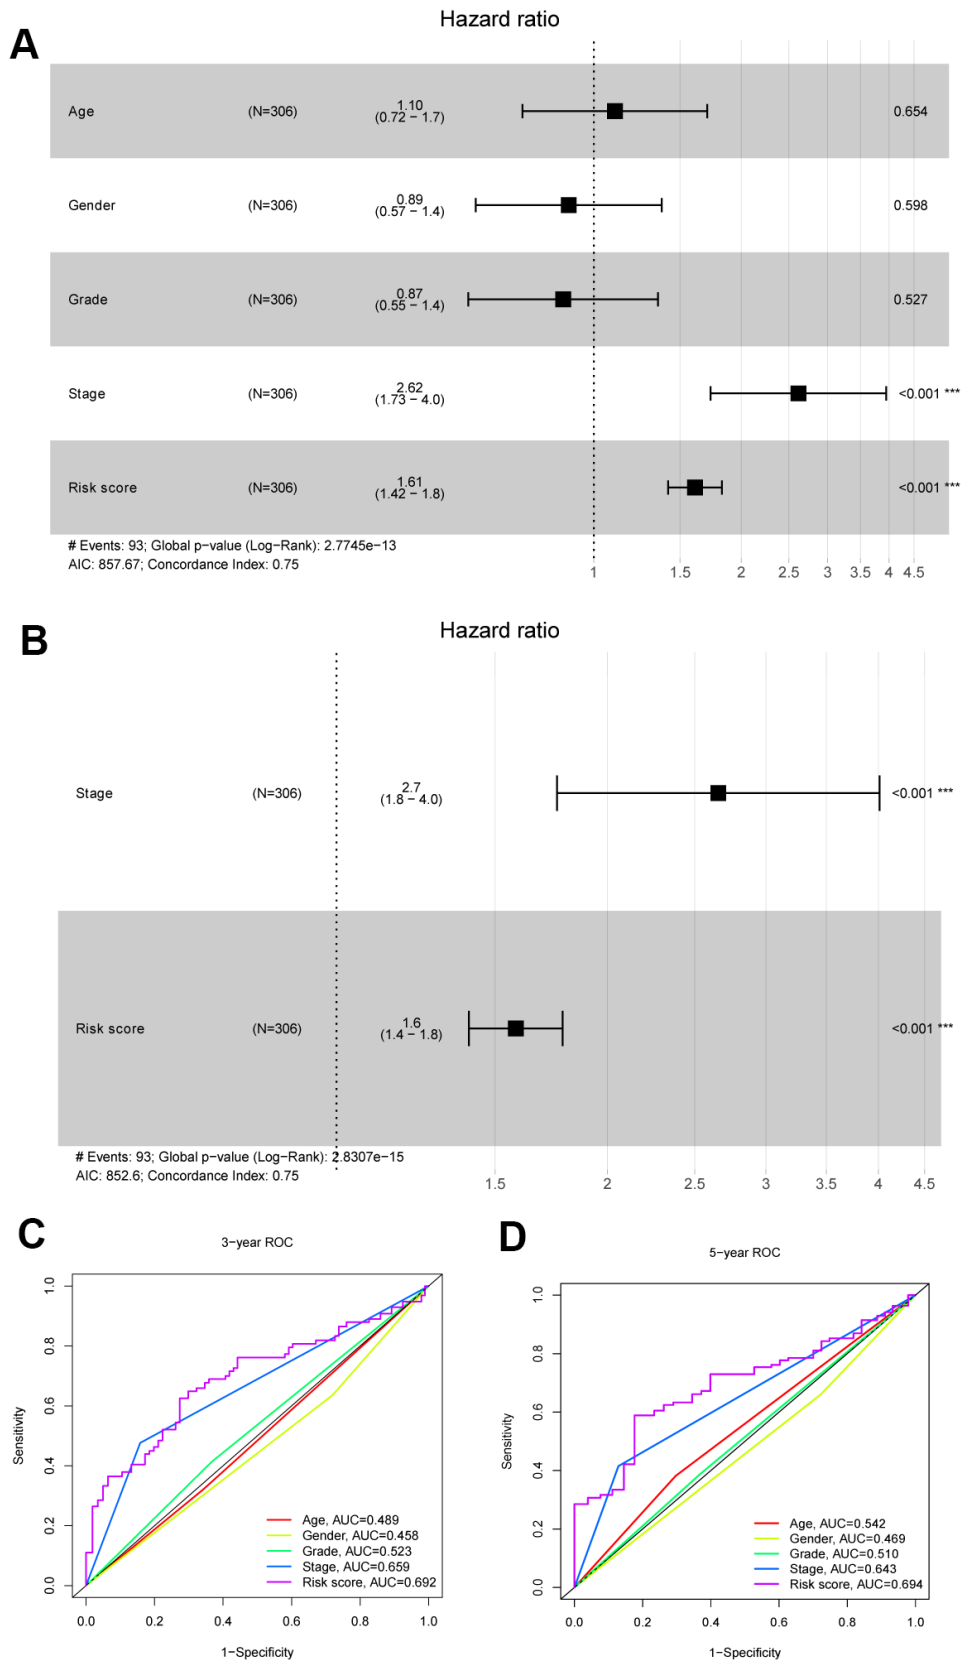 Hazard ratio
A
Age (N=306) 1.10 0.654
(0.72 − 1.7)
Gender (N=306) 0.89 0.598
(0.57 − 1.4)
Grade (N=306) 0.87 0.527
(0.55 − 1.4)
Stage (N=306) 2.62 <0.001 ***
(1.73 − 4.0)
Risk score (N=306) 1.61 <0.001 ***
(1.42 − 1.8)
# Events: 93; Global p−value (Log−Rank): 2.7745e−13
AIC: 857.67; Concordance Index: 0.75
1 1.5 2 2.5 3 3.5 4 4.5
Hazard ratio
B
Stage (N=306) 2.7 <0.001 ***
(1.8 − 4.0)
Risk score (N=306) 1.6 <0.001 ***
(1.4 − 1.8)
# Events: 93; Global p−value (Log−Rank): 2.8307e−15
AIC: 852.6; Concordance Index: 0.75
1.5 2 2.5 3 3.5 4 4.5
C
3−year ROC
Sensitivity
1.0
0.8
0.6
0.4
0.2
0.0
Age, AUC=0.489
Gender, AUC=0.458
Grade, AUC=0.523
Stage, AUC=0.659
Risk score, AUC=0.692
0.0 0.2 0.4 0.6 0.8 1.0
1−Specificity
D
5−year ROC
Sensitivity
1.0
0.8
0.6
0.4
0.2
0.0
Age, AUC=0.542
Gender, AUC=0.469
Grade, AUC=0.510
Stage, AUC=0.643
Risk score, AUC=0.694
0.0 0.2 0.4 0.6 0.8 1.0
1−Specificity